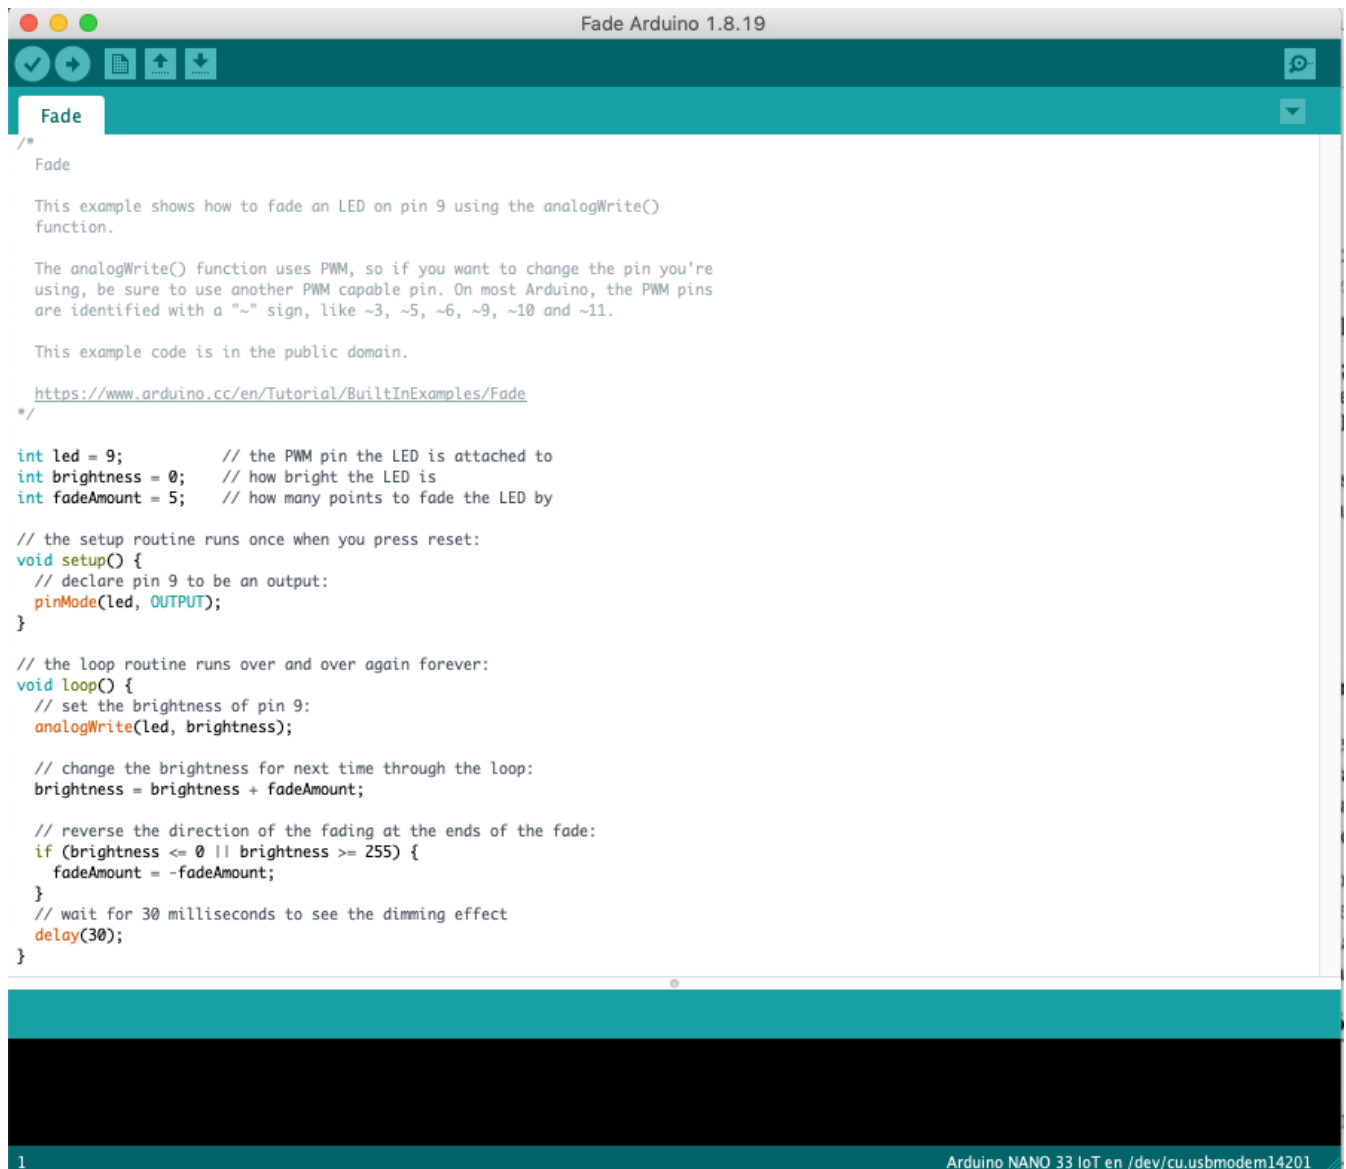 Fade Arduino 1.8.19
Fade
/*
  Fade

  This example shows how to fade an LED on pin 9 using the analogWrite()
  function.

  The analogWrite() function uses PWM, so if you want to change the pin you're
  using, be sure to use another PWM capable pin. On most Arduino, the PWM pins
  are identified with a "~" sign, like ~3, ~5, ~6, ~9, ~10 and ~11.

  This example code is in the public domain.

  https://www.arduino.cc/en/Tutorial/BuiltInExamples/Fade
*/

int led = 9;           // the PWM pin the LED is attached to
int brightness = 0;    // how bright the LED is
int fadeAmount = 5;    // how many points to fade the LED by

// the setup routine runs once when you press reset:
void setup() {
  // declare pin 9 to be an output:
  pinMode(led, OUTPUT);
}

// the loop routine runs over and over again forever:
void loop() {
  // set the brightness of pin 9:
  analogWrite(led, brightness);

  // change the brightness for next time through the loop:
  brightness = brightness + fadeAmount;

  // reverse the direction of the fading at the ends of the fade:
  if (brightness <= 0 || brightness >= 255) {
    fadeAmount = -fadeAmount;
  }
  // wait for 30 milliseconds to see the dimming effect
  delay(30);
}
1
Arduino NANO 33 IoT en /dev/cu.usbmodem14201